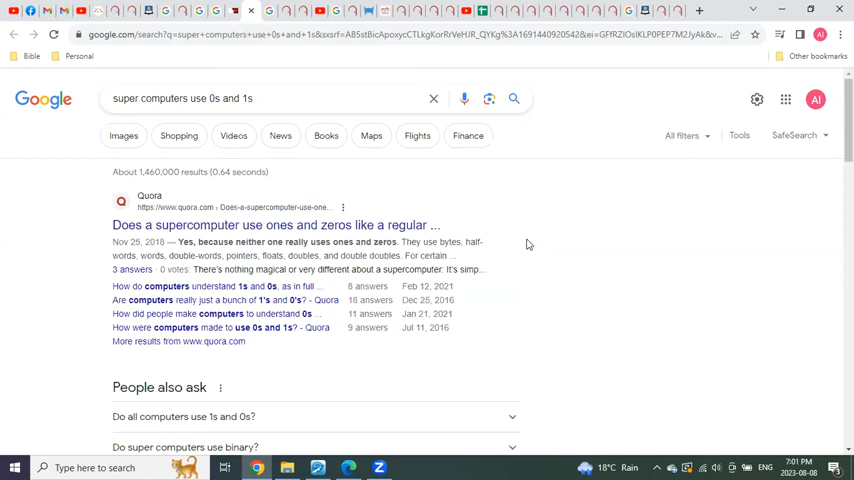 google.com/search?q=super+computers+use+0s+and+1s&sxsrf=AB5stBicApoxycCTLkgKorRrVeHJR_QYKg%3A1691440920542&ei=GFfRZIOsIKLP0PEP7M2JyAk&v...
AI
Bible
Personal
Other bookmarks
Google
super computers use 0s and 1s
AI
Images
Shopping
Videos
News
Books
Maps
Flights
Finance
All filters
Tools
SafeSearch
About 1,460,000 results (0.64 seconds)
Quora
https://www.quora.com › Does-a-supercomputer-use-one...
Does a supercomputer use ones and zeros like a regular ...
Nov 25, 2018 — Yes, because neither one really uses ones and zeros. They use bytes, half-
words, words, double-words, pointers, floats, doubles, and double doubles. For certain ...
3 answers · 0 votes: There's nothing magical or very different about a supercomputer: It's simp...
How do computers understand 1s and 0s, as in full ... 8 answers Feb 12, 2021
Are computers really just a bunch of 1's and 0's? - Quora 18 answers Dec 25, 2016
How did people make computers to understand 0s ... 11 answers Jan 21, 2021
How were computers made to use 0s and 1s? - Quora 9 answers Jul 11, 2016
More results from www.quora.com
People also ask
Do all computers use 1s and 0s?
Do super computers use binary?
Type here to search
18°C Rain
ENG
7:01 PM
2023-08-08
3